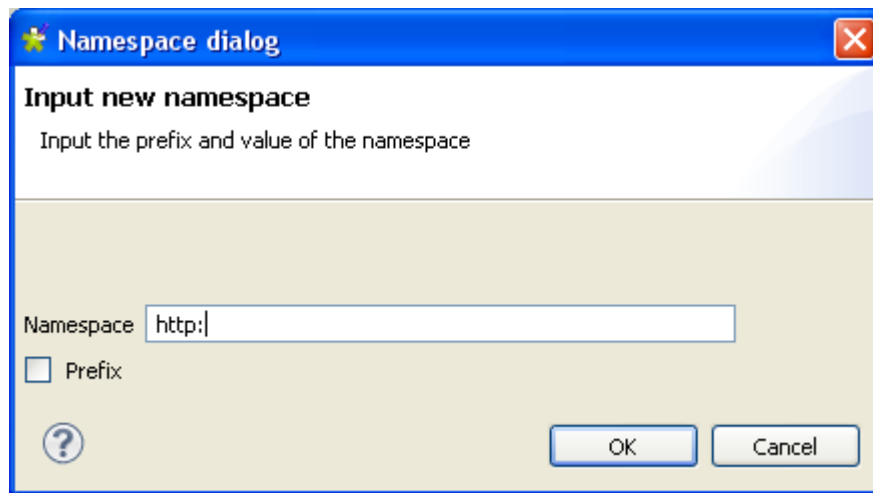 Namespace dialog
Input new namespace
Input the prefix and value of the namespace
Namespace http:
Prefix
?
OK Cancel